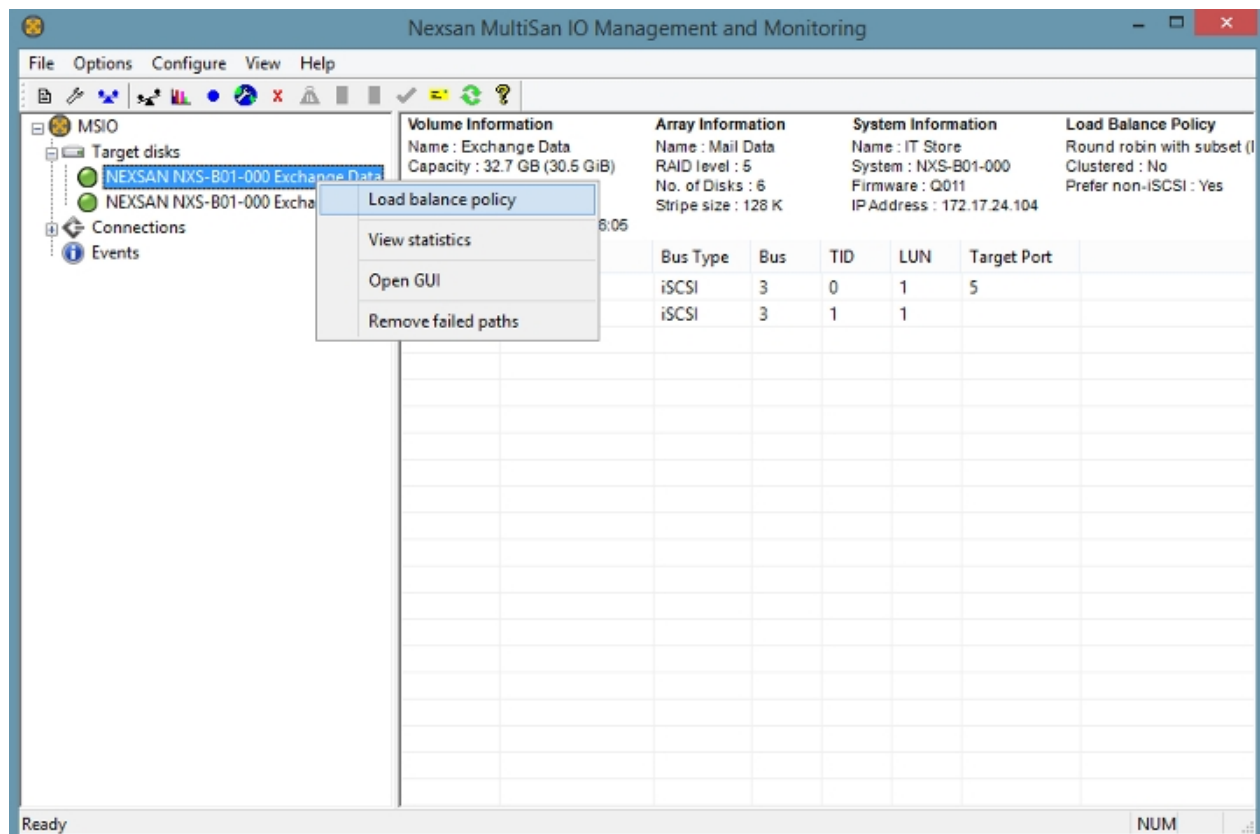 Nexsan MultiSan IO Management and Monitoring
File Options Configure View Help
MSIO
Target disks
NEXSAN NXS-B01-000 Exchange Data
NEXSAN NXS-B01-000 Excha
Connections
Events
Load balance policy
View statistics
Open GUI
Remove failed paths
Volume Information
Name : Exchange Data
Capacity : 32.7 GB (30.5 GiB)
6:05
Array Information
Name : Mail Data
RAID level : 5
No. of Disks : 6
Stripe size : 128 K
System Information
Name : IT Store
System : NXS-B01-000
Firmware : Q011
IP Address : 172.17.24.104
Load Balance Policy
Round robin with subset (
Clustered : No
Prefer non-iSCSI : Yes
Bus Type Bus TID LUN Target Port
iSCSI 3 0 1 5
iSCSI 3 1 1
Ready NUM